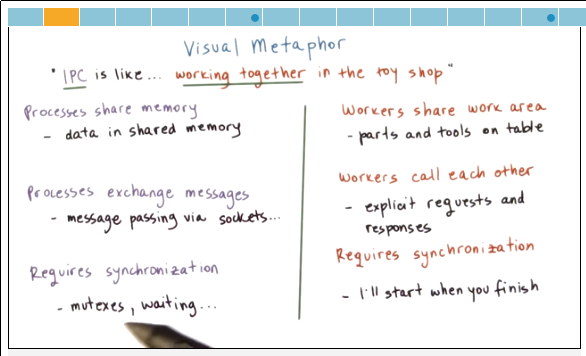 Visual Metaphor
"IPC is like... working together in the toy shop"
Processes share memory
- data in shared memory
Processes exchange messages
- message passing via sockets...
Requires synchronization
- mutexes, waiting...
Workers share work area
- parts and tools on table
Workers call each other
- explicit requests and
responses
Requires synchronization
- I'll start when you finish